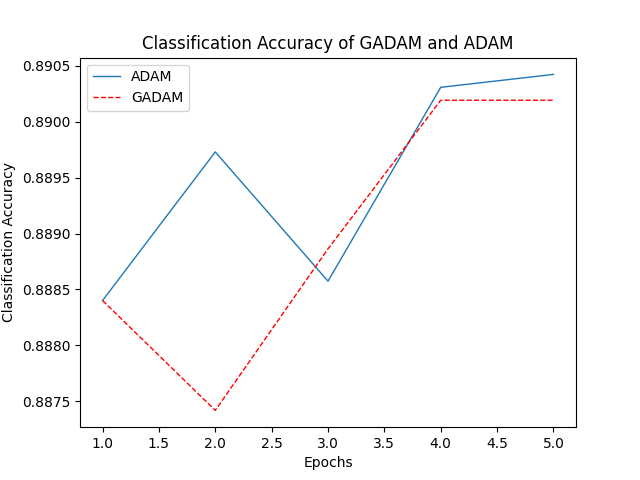 Classification Accuracy of GADAM and ADAM
ADAM
GADAM
Classification Accuracy
0.8905
0.8900
0.8895
0.8890
0.8885
0.8880
0.8875
1.0 1.5 2.0 2.5 3.0 3.5 4.0 4.5 5.0
Epochs